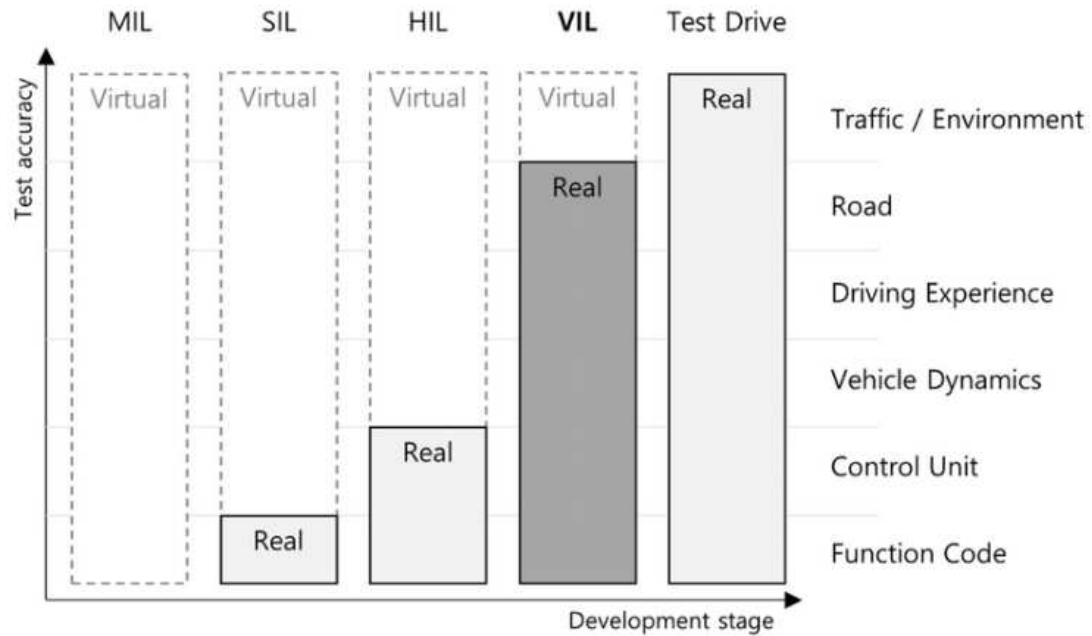 MIL SIL HIL VIL Test Drive
Test accuracy
Virtual Virtual Virtual Virtual Real
Traffic / Environment
Real
Road
Driving Experience
Vehicle Dynamics
Real
Control Unit
Real
Function Code
Development stage